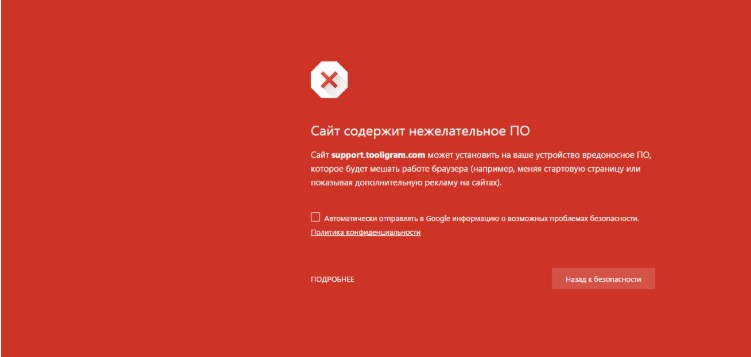 Сайт содержит нежелательное ПО
Сайт support.tooligram.com может установить на ваше устройство вредоносное ПО,
которое будет мешать работе браузера (например, меняя стартовую страницу или
показывая дополнительную рекламу на сайтах).
Автоматически отправлять в Google информацию о возможных проблемах безопасности.
Политика конфиденциальности
ПОДРОБНЕЕ
Назад к безопасности